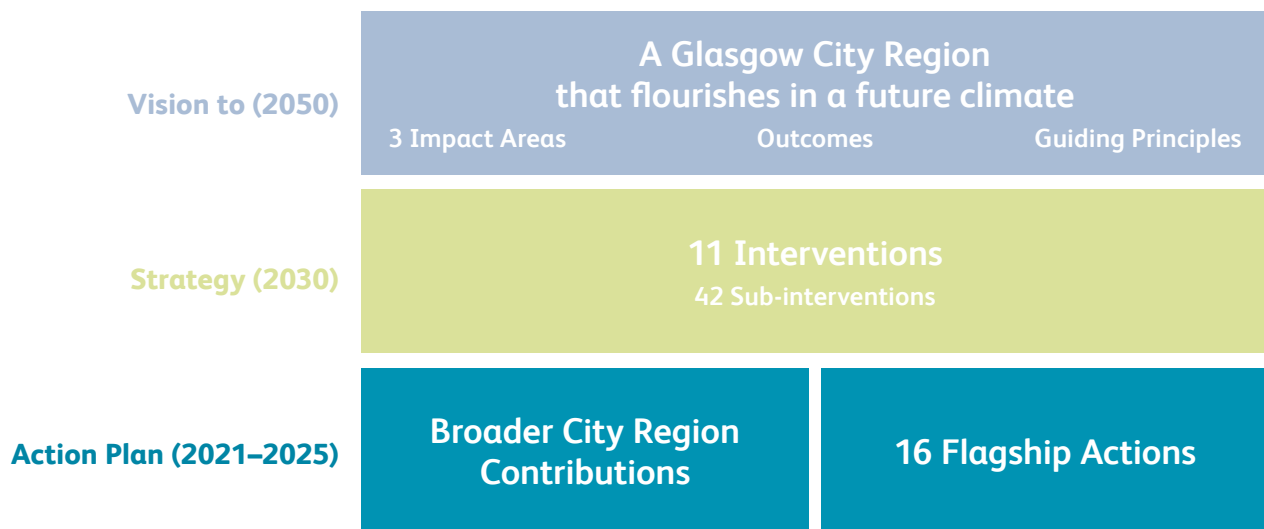 Vision to (2050)
A Glasgow City Region
that flourishes in a future climate
3 Impact Areas
Outcomes
Guiding Principles
Strategy (2030)
11 Interventions
42 Sub-interventions
Action Plan (2021–2025)
Broader City Region
Contributions
16 Flagship Actions